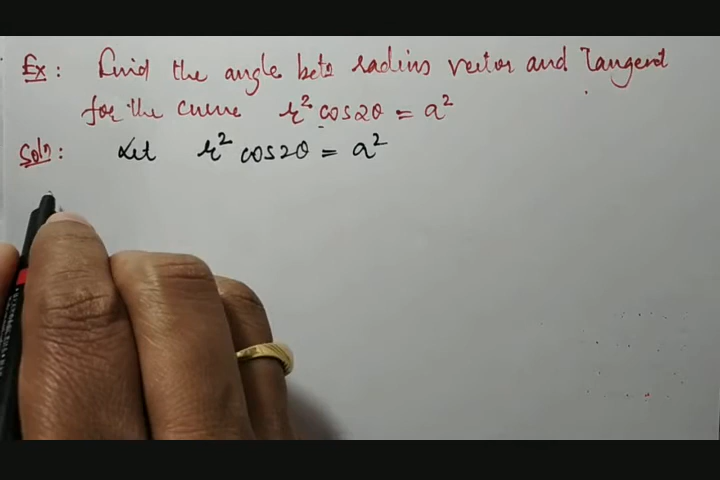 Ex: Find the angle betn radius vector and Tangent
for the curve r² cos2θ = a²
Soln: Let r² cos2θ = a²